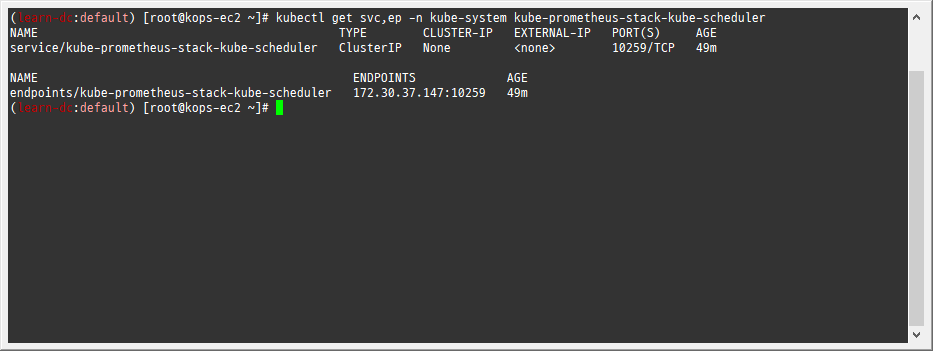 (learn-dh:default) [root@kops-ec2 ~]# kubectl get svc,ep -n kube-system kube-prometheus-stack-kube-scheduler
NAME TYPE CLUSTER-IP EXTERNAL-IP PORT(S) AGE
service/kube-prometheus-stack-kube-scheduler ClusterIP None <none> 10259/TCP 49m
NAME ENDPOINTS AGE
endpoints/kube-prometheus-stack-kube-scheduler 172.30.37.147:10259 49m
(learn-dh:default) [root@kops-ec2 ~]#